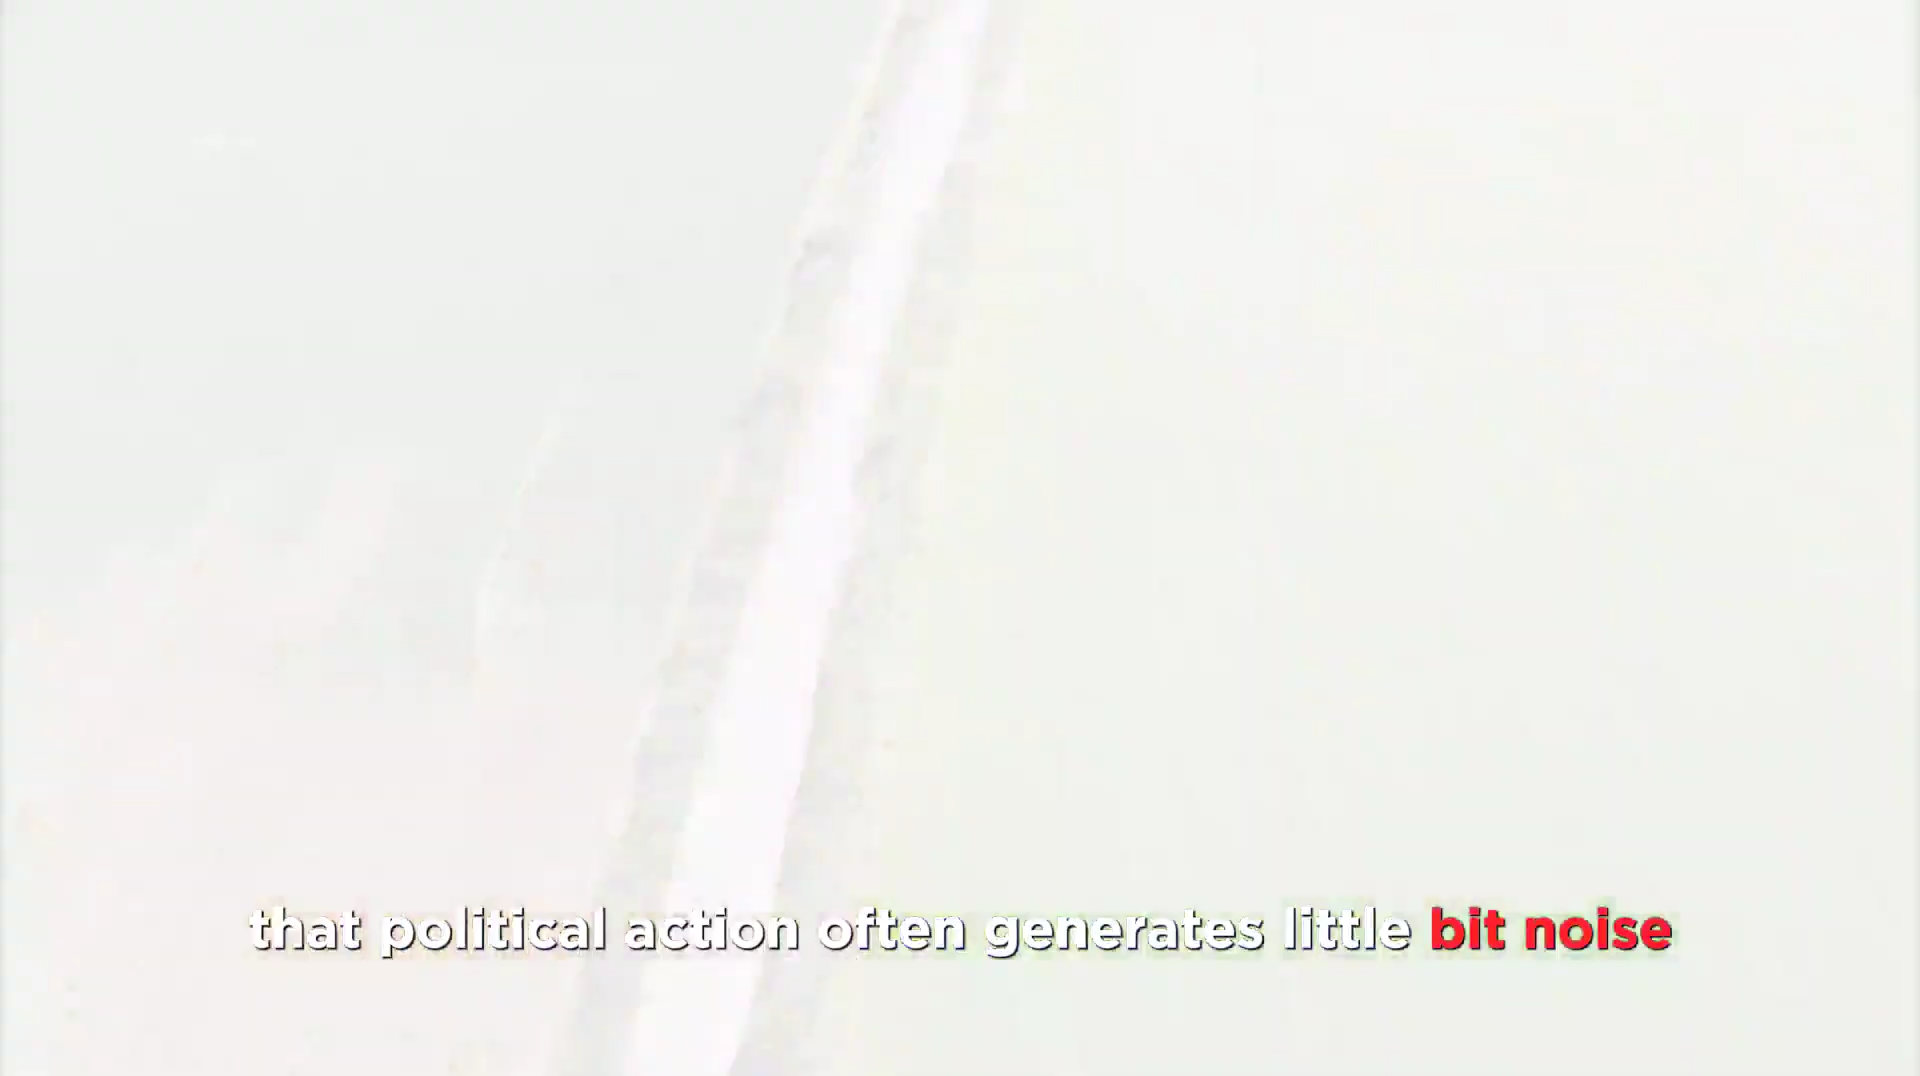 that political action often generates little bit noise